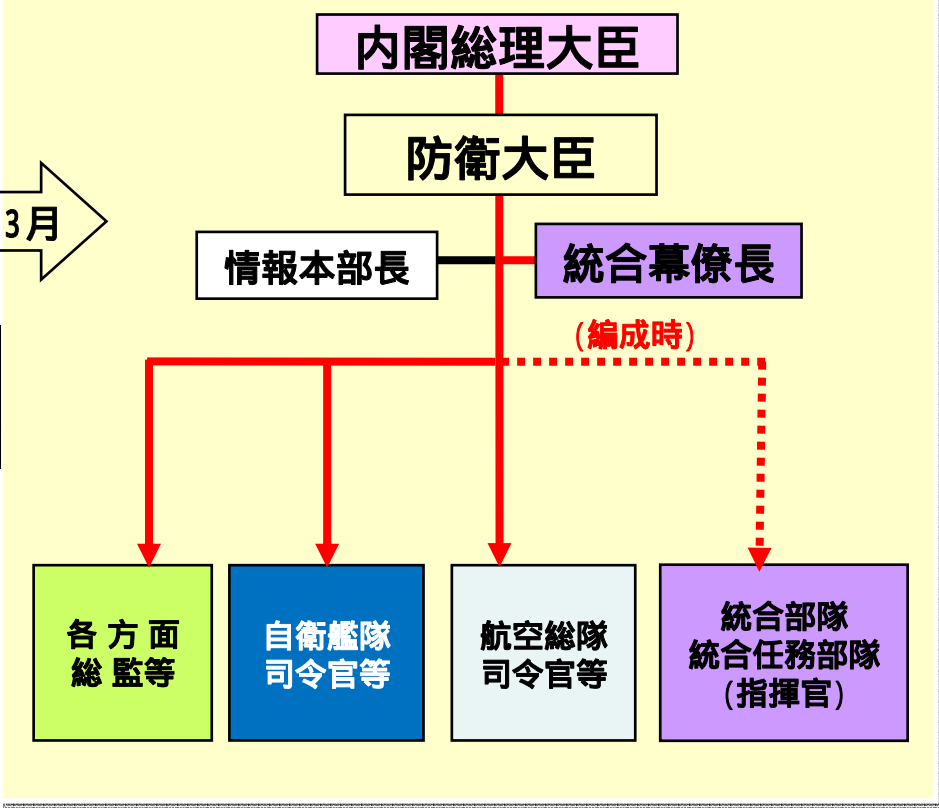 内閣総理大臣
防衛大臣
3月
情報本部長
統合幕僚長
(編成時)
各方面
総監等
自衛艦隊
司令官等
航空総隊
司令官等
統合部隊
統合任務部隊
(指揮官)